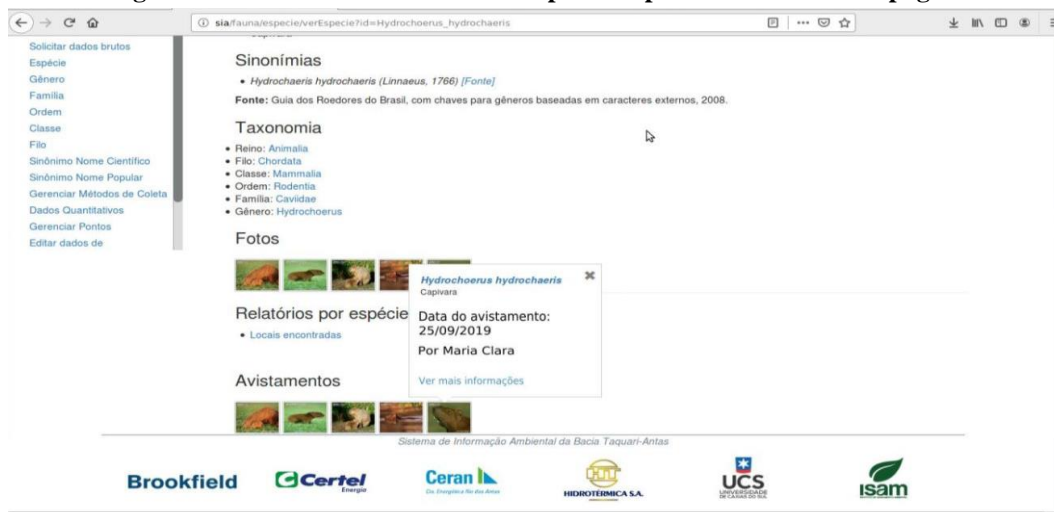 sia/fauna/especie/verEspecie?id=Hydrochoerus_hydrochaeris
Solicitar dados brutos
Espécie
Gênero
Família
Ordem
Classe
Filo
Sinônimo Nome Científico
Sinônimo Nome Popular
Gerenciar Métodos de Coleta
Dados Quantitativos
Gerenciar Pontos
Editar dados de
Sinonímias
• Hydrochaeris hydrochaeris (Linnaeus, 1766) [Fonte]
Fonte: Guia dos Roedores do Brasil, com chaves para gêneros baseadas em caracteres externos, 2008.
Taxonomia
• Reino: Animalia
• Filo: Chordata
• Classe: Mammalia
• Ordem: Rodentia
• Família: Caviidae
• Gênero: Hydrochoerus
Fotos
Hydrochoerus hydrochaeris
Capivara
Data do avistamento:
25/09/2019
Por Maria Clara
Ver mais informações
Relatórios por espécie
• Locais encontradas
Avistamentos
Sistema de Informação Ambiental da Bacia Taquari-Antas
Brookfield
Certel
Energia
Ceran
Cia. Energética Rio das Antas
HIDROTÉRMICA S.A.
UCS
UNIVERSIDADE
DE CAXIAS DO SUL
isam